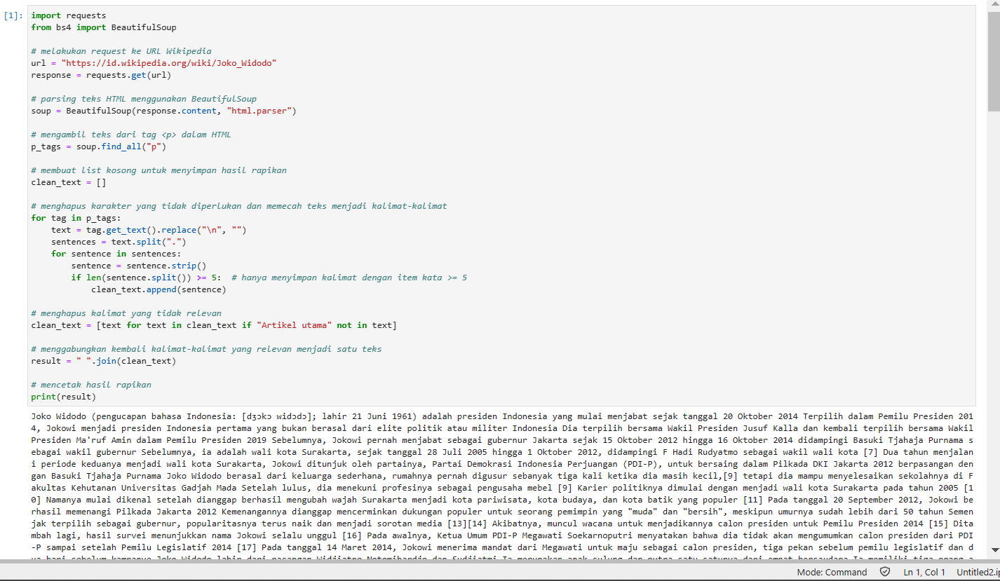 [1]:
import requests
from bs4 import BeautifulSoup
# melakukan request ke URL Wikipedia
url = "https://id.wikipedia.org/wiki/Joko_Widodo"
response = requests.get(url)
# parsing teks HTML menggunakan BeautifulSoup
soup = BeautifulSoup(response.content, "html.parser")
# mengambil teks dari tag <p> dalam HTML
p_tags = soup.find_all("p")
# membuat list kosong untuk menyimpan hasil rapikan
clean_text = []
# menghapus karakter yang tidak diperlukan dan memecah teks menjadi kalimat-kalimat
for tag in p_tags:
    text = tag.get_text().replace("\n", "")
    sentences = text.split(".")
    for sentence in sentences:
        sentence = sentence.strip()
        if len(sentence.split()) >= 5:  # hanya menyimpan kalimat dengan item kata >= 5
            clean_text.append(sentence)
# menghapus kalimat yang tidak relevan
clean_text = [text for text in clean_text if "Artikel utama" not in text]
# menggabungkan kembali kalimat-kalimat yang relevan menjadi satu teks
result = " ".join(clean_text)
# mencetak hasil rapikan
print(result)
Joko Widodo (pengucapan bahasa Indonesia: [dʒɔkɔ widɔdɔ]; lahir 21 Juni 1961) adalah presiden Indonesia yang mulai menjabat sejak tanggal 20 Oktober 2014 Terpilih dalam Pemilu Presiden 201
4, Jokowi menjadi presiden Indonesia pertama yang bukan berasal dari elite politik atau militer Indonesia Dia terpilih bersama Wakil Presiden Jusuf Kalla dan kembali terpilih bersama Wakil
Presiden Ma'ruf Amin dalam Pemilu Presiden 2019 Sebelumnya, Jokowi pernah menjabat sebagai gubernur Jakarta sejak 15 Oktober 2012 hingga 16 Oktober 2014 didampingi Basuki Tjahaja Purnama s
ebagai wakil gubernur Sebelumnya, ia adalah wali kota Surakarta, sejak tanggal 28 Juli 2005 hingga 1 Oktober 2012, didampingi F Hadi Rudyatmo sebagai wakil wali kota [7] Dua tahun menjalan
i periode keduanya menjadi wali kota Surakarta, Jokowi ditunjuk oleh partainya, Partai Demokrasi Indonesia Perjuangan (PDI-P), untuk bersaing dalam Pilkada DKI Jakarta 2012 berpasangan den
gan Basuki Tjahaja Purnama Joko Widodo berasal dari keluarga sederhana, rumahnya pernah digusur sebanyak tiga kali ketika dia masih kecil,[9] tetapi dia mampu menyelesaikan sekolahnya di F
akultas Kehutanan Universitas Gadjah Mada Setelah lulus, dia menekuni profesinya sebagai pengusaha mebel [9] Karier politiknya dimulai dengan menjadi wali kota Surakarta pada tahun 2005 [1
0] Namanya mulai dikenal setelah dianggap berhasil mengubah wajah Surakarta menjadi kota pariwisata, kota budaya, dan kota batik yang populer [11] Pada tanggal 20 September 2012, Jokowi be
rhasil memenangi Pilkada Jakarta 2012 Kemenangannya dianggap mencerminkan dukungan populer untuk seorang pemimpin yang "muda" dan "bersih", meskipun umurnya sudah lebih dari 50 tahun Semen
jak terpilih sebagai gubernur, popularitasnya terus naik dan menjadi sorotan media [13][14] Akibatnya, muncul wacana untuk menjadikannya calon presiden untuk Pemilu Presiden 2014 [15] Dita
mbah lagi, hasil survei menunjukkan nama Jokowi selalu unggul [16] Pada awalnya, Ketua Umum PDI-P Megawati Soekarnoputri menyatakan bahwa dia tidak akan mengumumkan calon presiden dari PDI
-P sampai setelah Pemilu Legislatif 2014 [17] Pada tanggal 14 Maret 2014, Jokowi menerima mandat dari Megawati untuk maju sebagai calon presiden, tiga pekan sebelum pemilu legislatif dan d
Mode: Command
Ln 1, Col 1
Untitled2.i